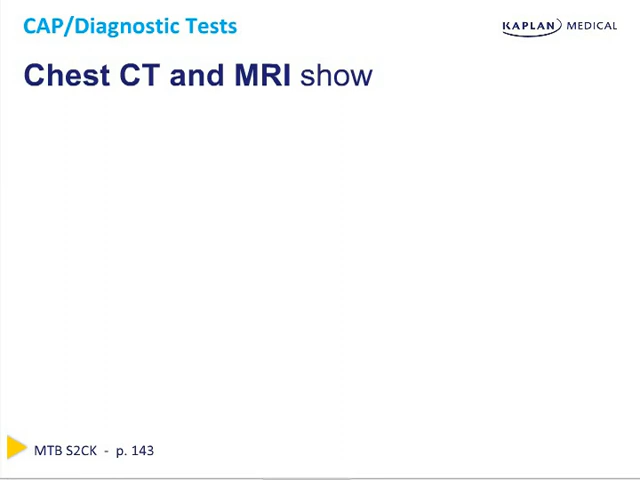 CAP/Diagnostic Tests
KAPLAN MEDICAL
Chest CT and MRI show
MTB S2CK - p. 143